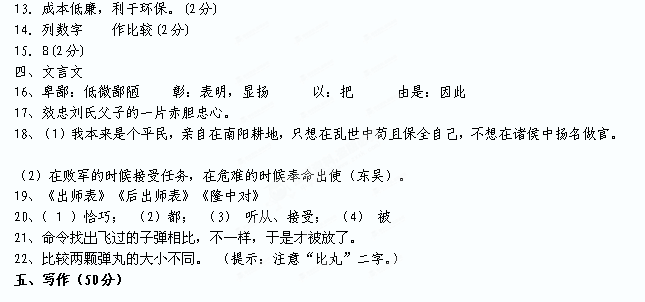 13．成本低廉，利于环保。(2分)
14．列数字　　作比较(2分)
15．B(2分)
四、文言文
16、卑鄙：低微鄙陋　　彰：表明，显扬　　以：把　　由是：因此
17、效忠刘氏父子的一片赤胆忠心。
18、（1）我本来是个平民，亲自在南阳耕地，只想在乱世中苟且保全自己，不想在诸侯中扬名做官。
（2）在败军的时候接受任务，在危难的时候奉命出使（东吴）。
19、《出师表》《后出师表》《隆中对》
20、（ 1 ）恰巧；　（2）都；　（3） 听从、接受；　（4） 被
21、命令找出飞过的子弹相比，不一样，于是才被放了。
22、比较两颗弹丸的大小不同。　（提示：注意“比丸”二字。）
五、写作（50分）